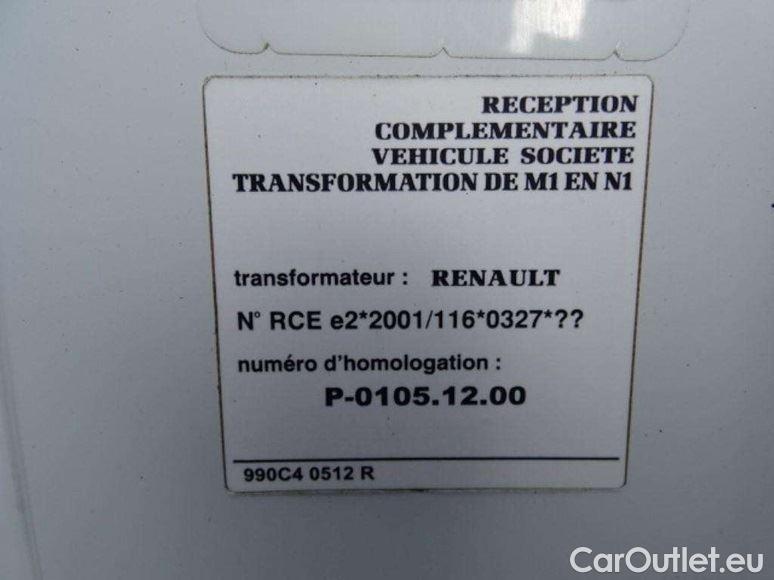 RECEPTION
COMPLEMENTAIRE
VEHICULE SOCIETE
TRANSFORMATION DE M1 EN N1
transformateur : RENAULT
N° RCE e2*2001/116*0327*??
numéro d'homologation :
P-0105.12.00
990C4 0512 R
CarOutlet.eu